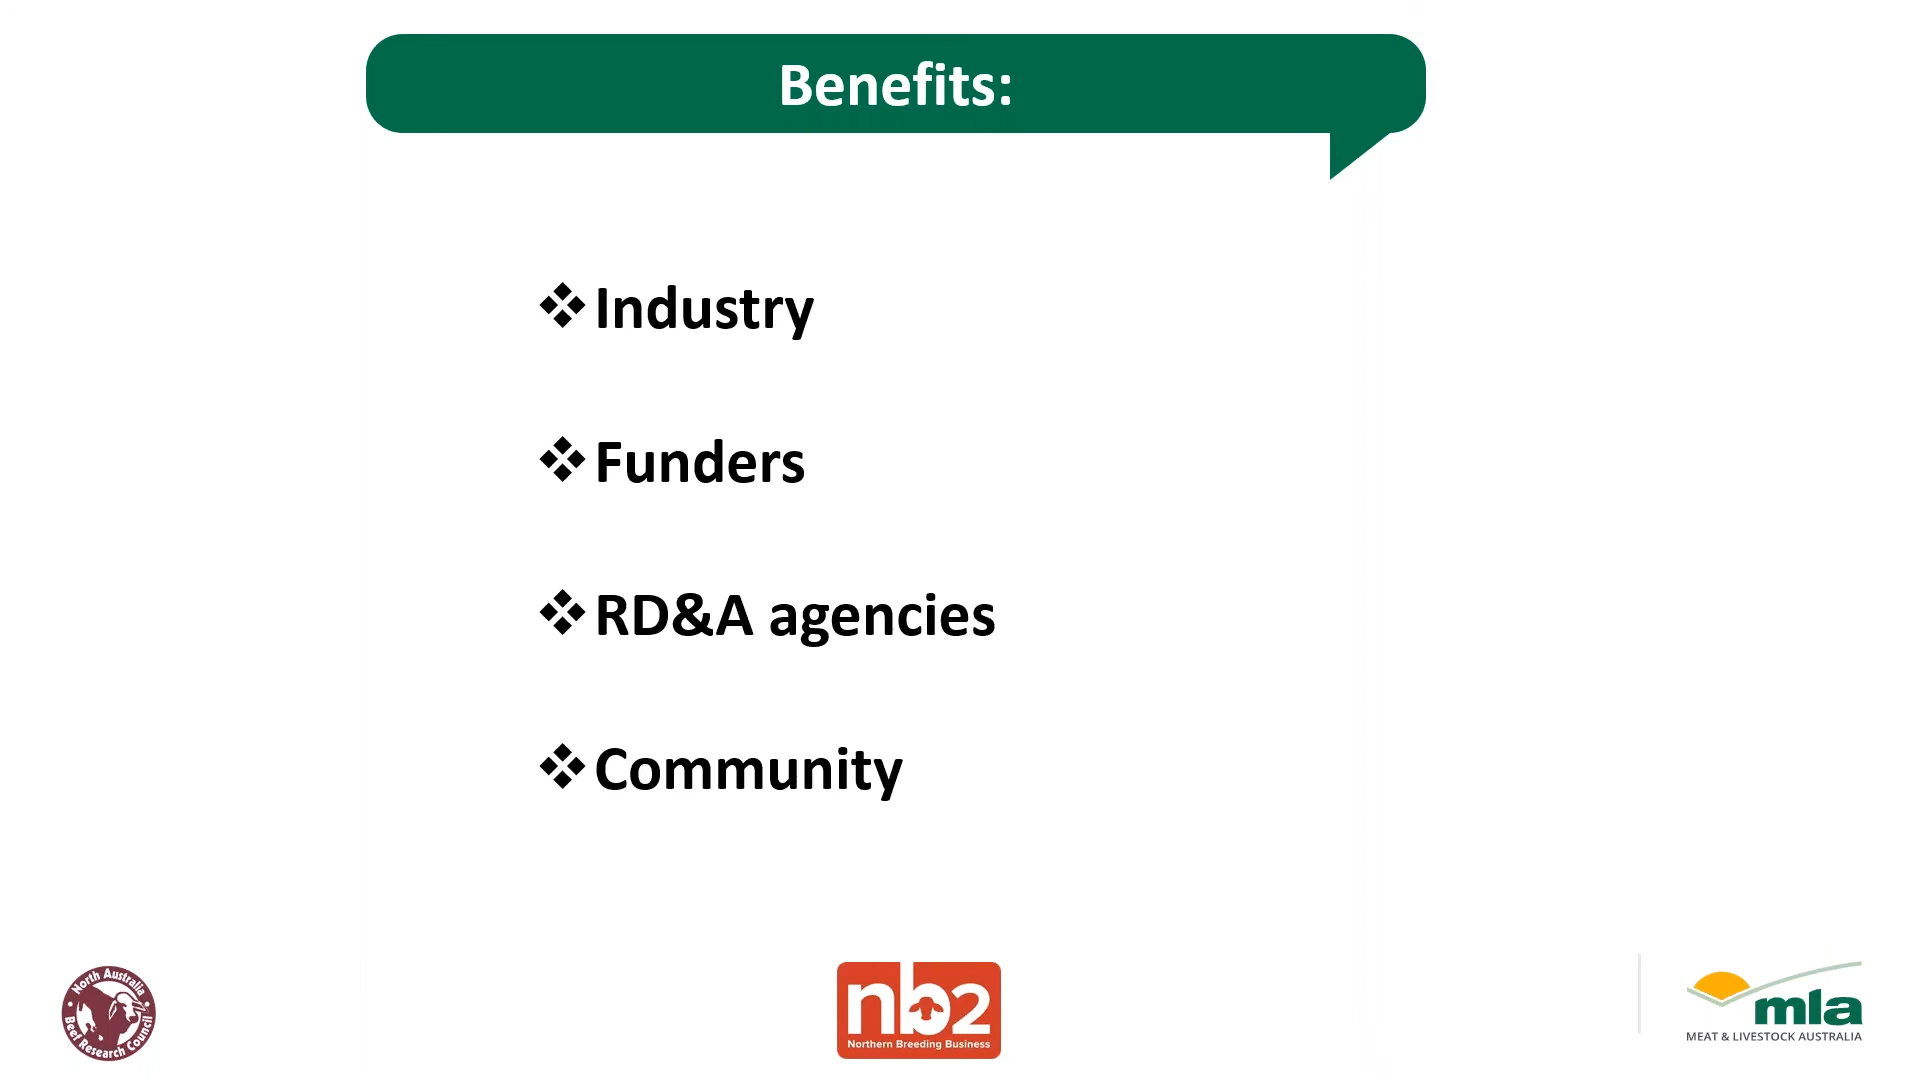 Benefits:
❖Industry
❖Funders
❖RD&A agencies
❖Community
North Australia
Beef Research Council
nb2
Northern Breeding Business
mla
MEAT & LIVESTOCK AUSTRALIA